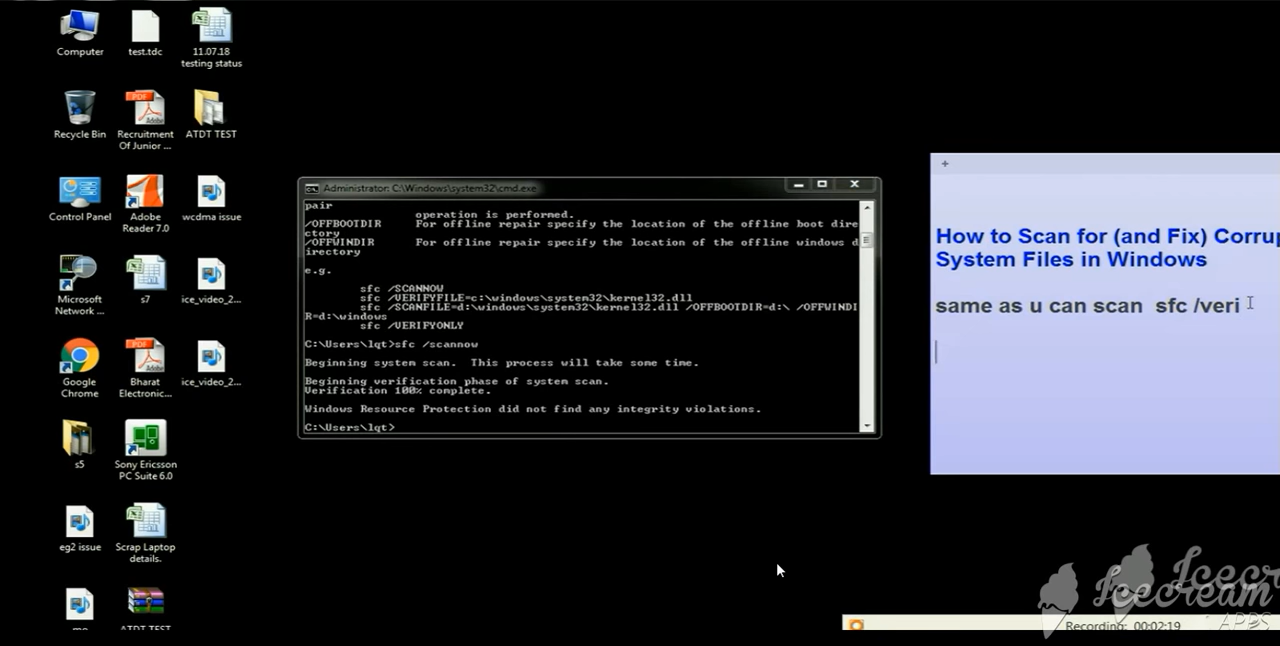 Computer
test.tdc
11.07.18
testing status
Recycle Bin
Recruitment
Of Junior ...
ATDT TEST
Control Panel
Adobe
Reader 7.0
wcdma issue
Microsoft
Network ...
s7
ice_video_2...
Google
Chrome
Bharat
Electronic...
ice_video_2...
s5
Sony Ericsson
PC Suite 6.0
eg2 issue
Scrap Laptop
details.
ATDT TEST
Administrator: C:\Windows\system32\cmd.exe
pair
operation is performed.
/OFFBOOTDIR For offline repair specify the location of the offline boot dire
ctory
/OFFWINDIR For offline repair specify the location of the offline windows d
irectory
e.g.
sfc /SCANNOW
sfc /VERIFYFILE=c:\windows\system32\kernel32.dll
sfc /SCANFILE=d:\windows\system32\kernel32.dll /OFFBOOTDIR=d:\ /OFFWINDI
R=d:\windows
sfc /VERIFYONLY
C:\Users\lqt>sfc /scannow
Beginning system scan. This process will take some time.
Beginning verification phase of system scan.
Verification 100% complete.
Windows Resource Protection did not find any integrity violations.
C:\Users\lqt>
+
How to Scan for (and Fix) Corrup
System Files in Windows
same as u can scan sfc /veri
Recording: 00:02:19
Icecream
APPS